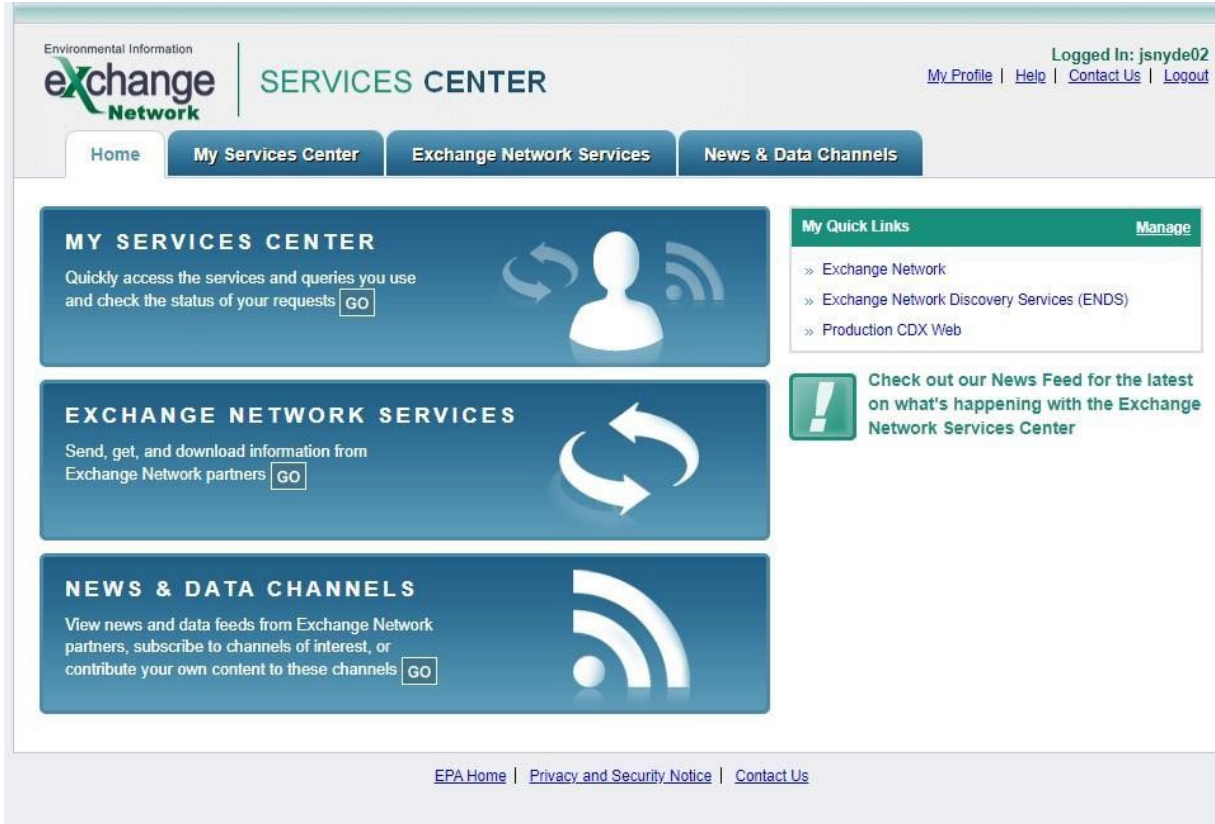 Environmental Information
eXchange
Network
SERVICES CENTER
Logged In: jsnyde02
My Profile | Help | Contact Us | Logout
Home
My Services Center
Exchange Network Services
News & Data Channels
MY SERVICES CENTER
Quickly access the services and queries you use
and check the status of your requests GO
EXCHANGE NETWORK SERVICES
Send, get, and download information from
Exchange Network partners GO
NEWS & DATA CHANNELS
View news and data feeds from Exchange Network
partners, subscribe to channels of interest, or
contribute your own content to these channels GO
My Quick Links Manage
» Exchange Network
» Exchange Network Discovery Services (ENDS)
» Production CDX Web
Check out our News Feed for the latest
on what's happening with the Exchange
Network Services Center
EPA Home | Privacy and Security Notice | Contact Us